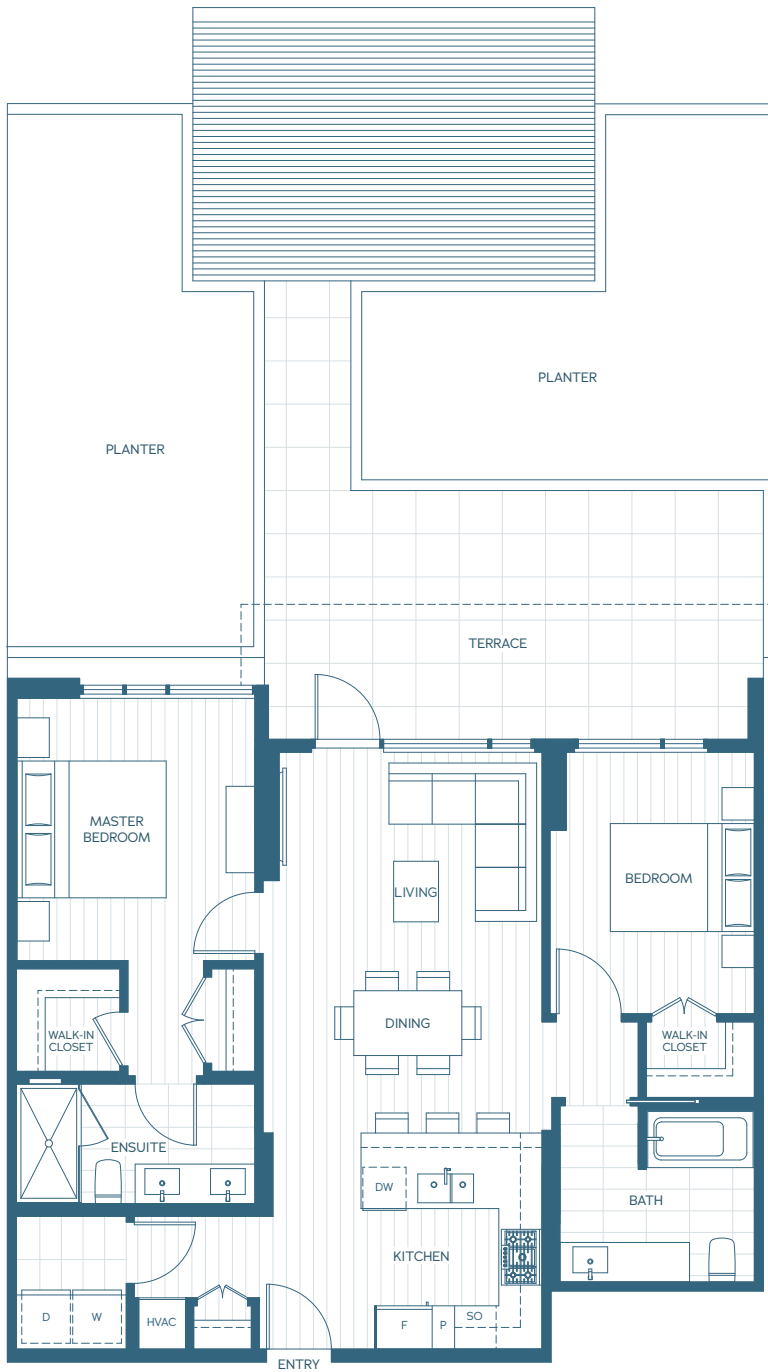 PLANTER
PLANTER
TERRACE
MASTER
BEDROOM
LIVING
BEDROOM
DINING
WALK-IN
CLOSET
WALK-IN
CLOSET
ENSUITE
DW
BATH
KITCHEN
D
W
HVAC
F
P
SO
ENTRY